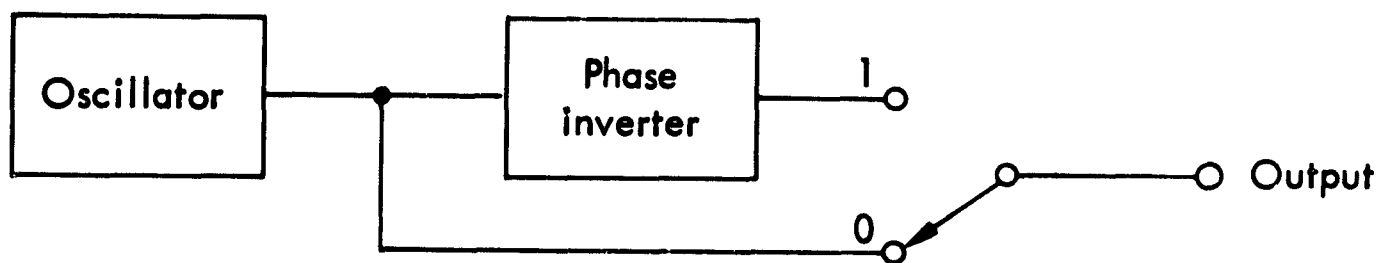 Oscillator
Phase
inverter
1
0
Output